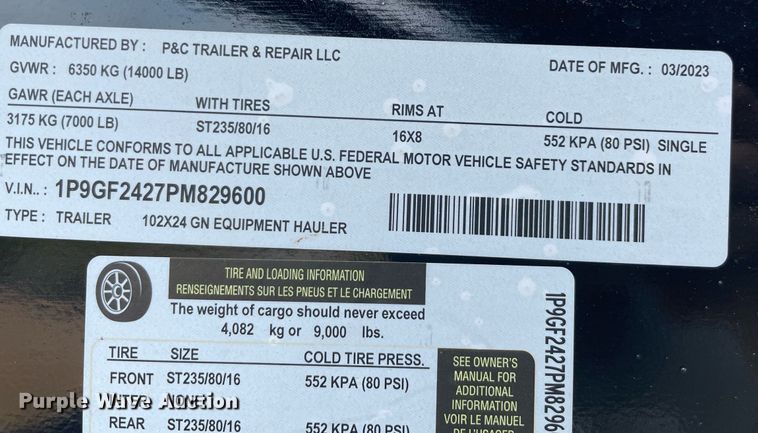 MANUFACTURED BY : P&C TRAILER & REPAIR LLC
GVWR : 6350 KG (14000 LB) DATE OF MFG. : 03/2023
GAWR (EACH AXLE) WITH TIRES RIMS AT COLD
3175 KG (7000 LB) ST235/80/16 16X8 552 KPA (80 PSI) SINGLE
THIS VEHICLE CONFORMS TO ALL APPLICABLE U.S. FEDERAL MOTOR VEHICLE SAFETY STANDARDS IN
EFFECT ON THE DATE OF MANUFACTURE SHOWN ABOVE
V.I.N.. : 1P9GF2427PM829600
TYPE : TRAILER 102X24 GN EQUIPMENT HAULER
TIRE AND LOADING INFORMATION
RENSEIGNEMENTS SUR LES PNEUS ET LE CHARGEMENT
The weight of cargo should never exceed
4,082 kg or 9,000 lbs.
TIRE SIZE COLD TIRE PRESS.
FRONT ST235/80/16 552 KPA (80 PSI)
REAR ST235/80/16 552 KPA (80 PSI)
SEE OWNER'S
MANUAL FOR
ADDITIONAL
INFORMATION
VOIR LE MANUEL
DE L'USAGER
1P9GF2427PM8296
Purple Wave Auction